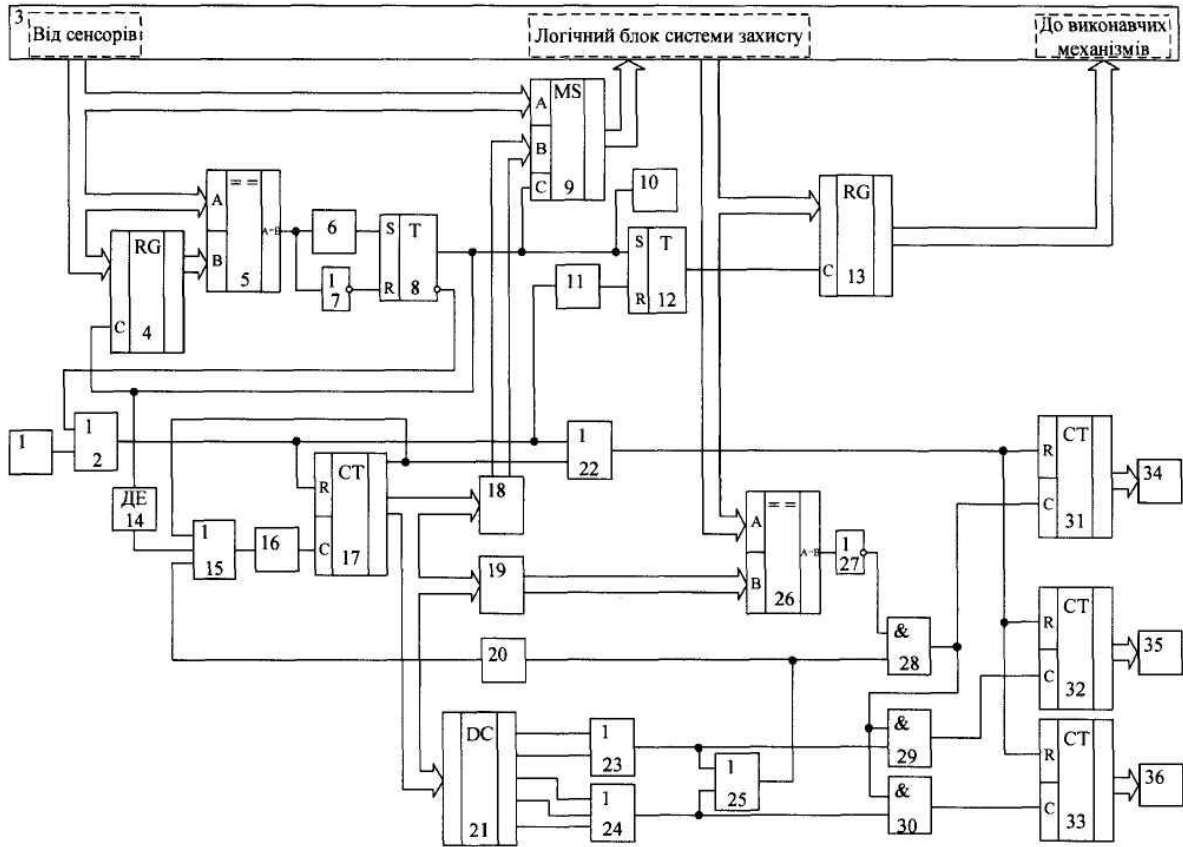 3
Від сенсорів
Логічний блок системи захисту
До виконавчих
механізмів
A
MS
B
C
9
10
A
==
B
A=B
5
6
S
T
R
8
1
7
RG
C
4
11
S
T
R
12
RG
C
13
1
1
2
ДЕ
14
1
15
16
R
CT
C
17
18
19
20
1
22
DC
21
1
23
1
24
1
25
A
==
B
A=B
26
1
27
&
28
&
29
&
30
R
CT
C
31
34
R
CT
C
32
35
R
CT
C
33
36